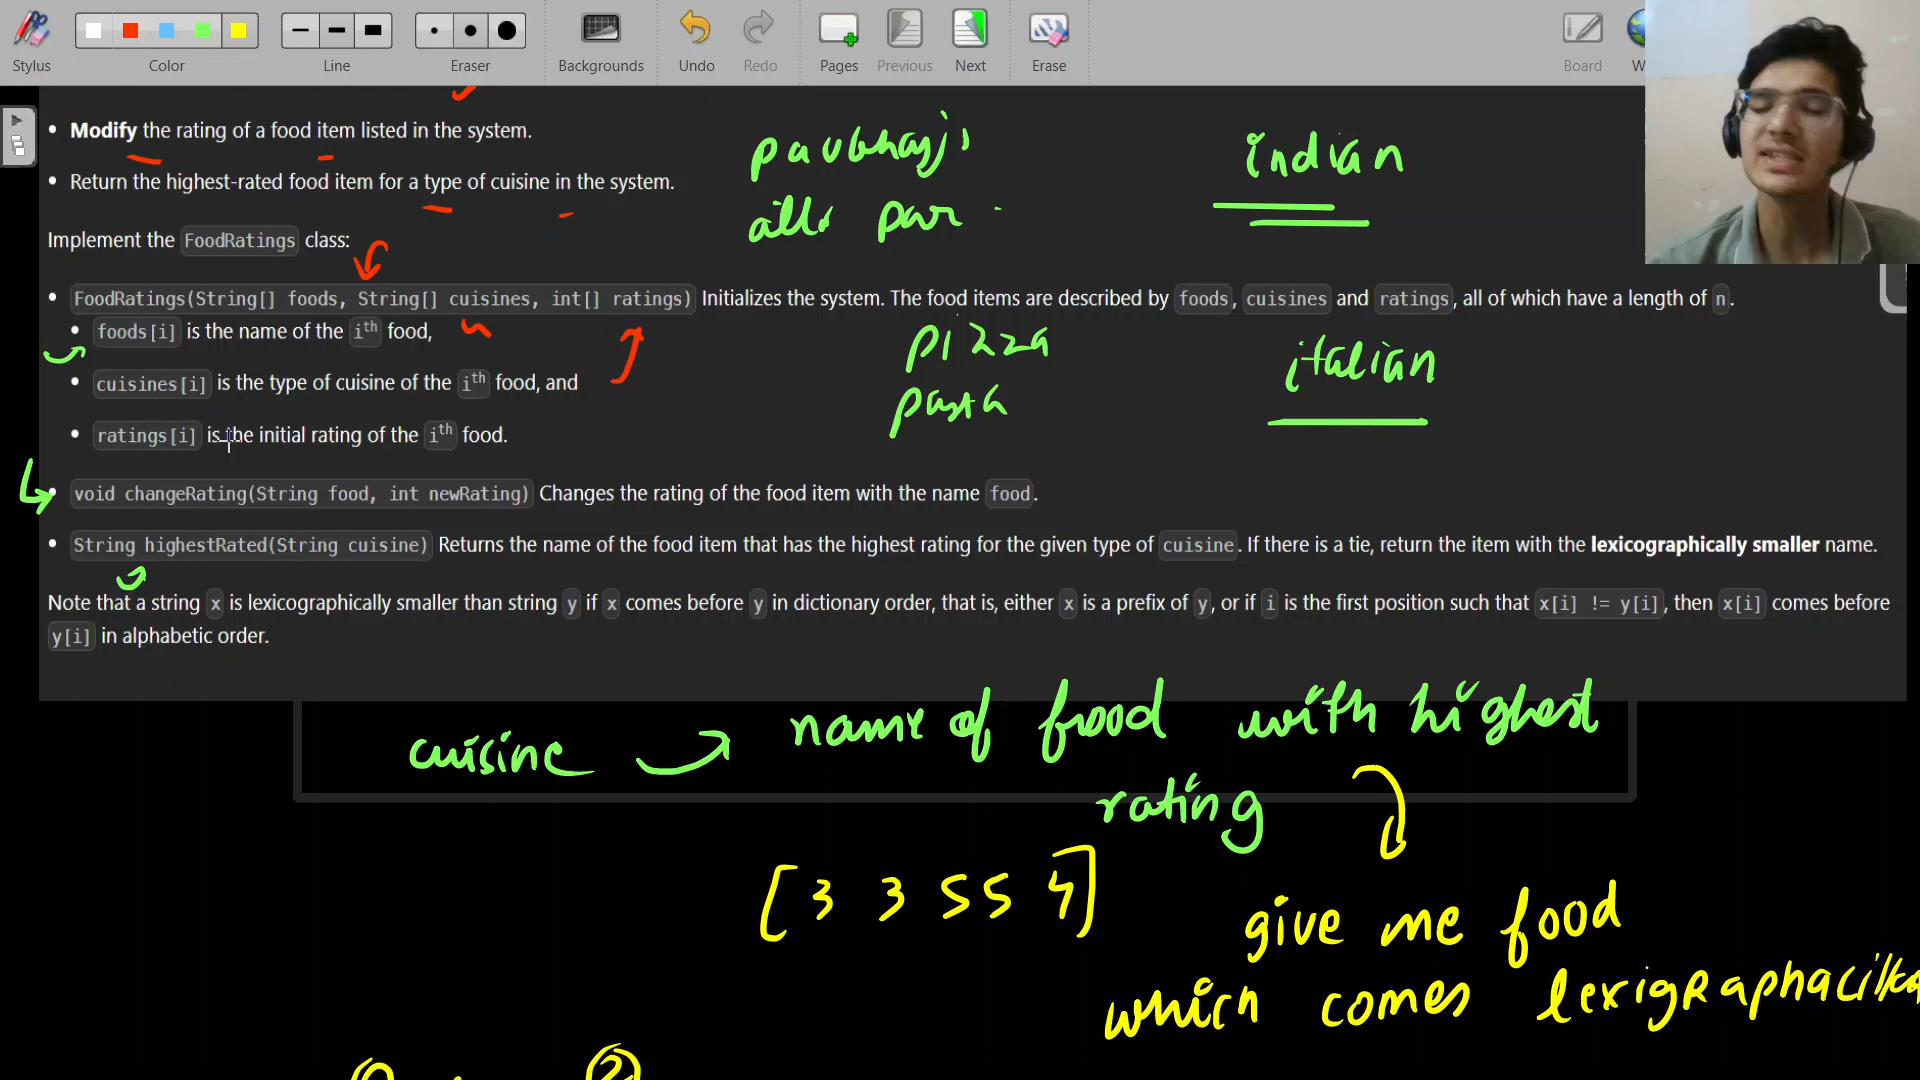 Stylus
Color
Line
Eraser
Backgrounds
Undo
Redo
Pages
Previous
Next
Erase
Board
W
Modify the rating of a food item listed in the system.
Return the highest-rated food item for a type of cuisine in the system.
pavbhaji
indian
Implement the FoodRatings class:
FoodRatings(String[] foods, String[] cuisines, int[] ratings) Initializes the system. The food items are described by foods, cuisines and ratings, all of which have a length of n.
foods[i] is the name of the ith food,
pizza
italian
cuisines[i] is the type of cuisine of the ith food, and
pasta
ratings[i] is the initial rating of the ith food.
void changeRating(String food, int newRating) Changes the rating of the food item with the name food.
String highestRated(String cuisine) Returns the name of the food item that has the highest rating for the given type of cuisine. If there is a tie, return the item with the lexicographically smaller name.
Note that a string x is lexicographically smaller than string y if x comes before y in dictionary order, that is, either x is a prefix of y, or if i is the first position such that x[i] != y[i], then x[i] comes before
y[i] in alphabetic order.
cuisine name of food with highest
rating
[3 3 5 5 4]
give me food
which comes
2